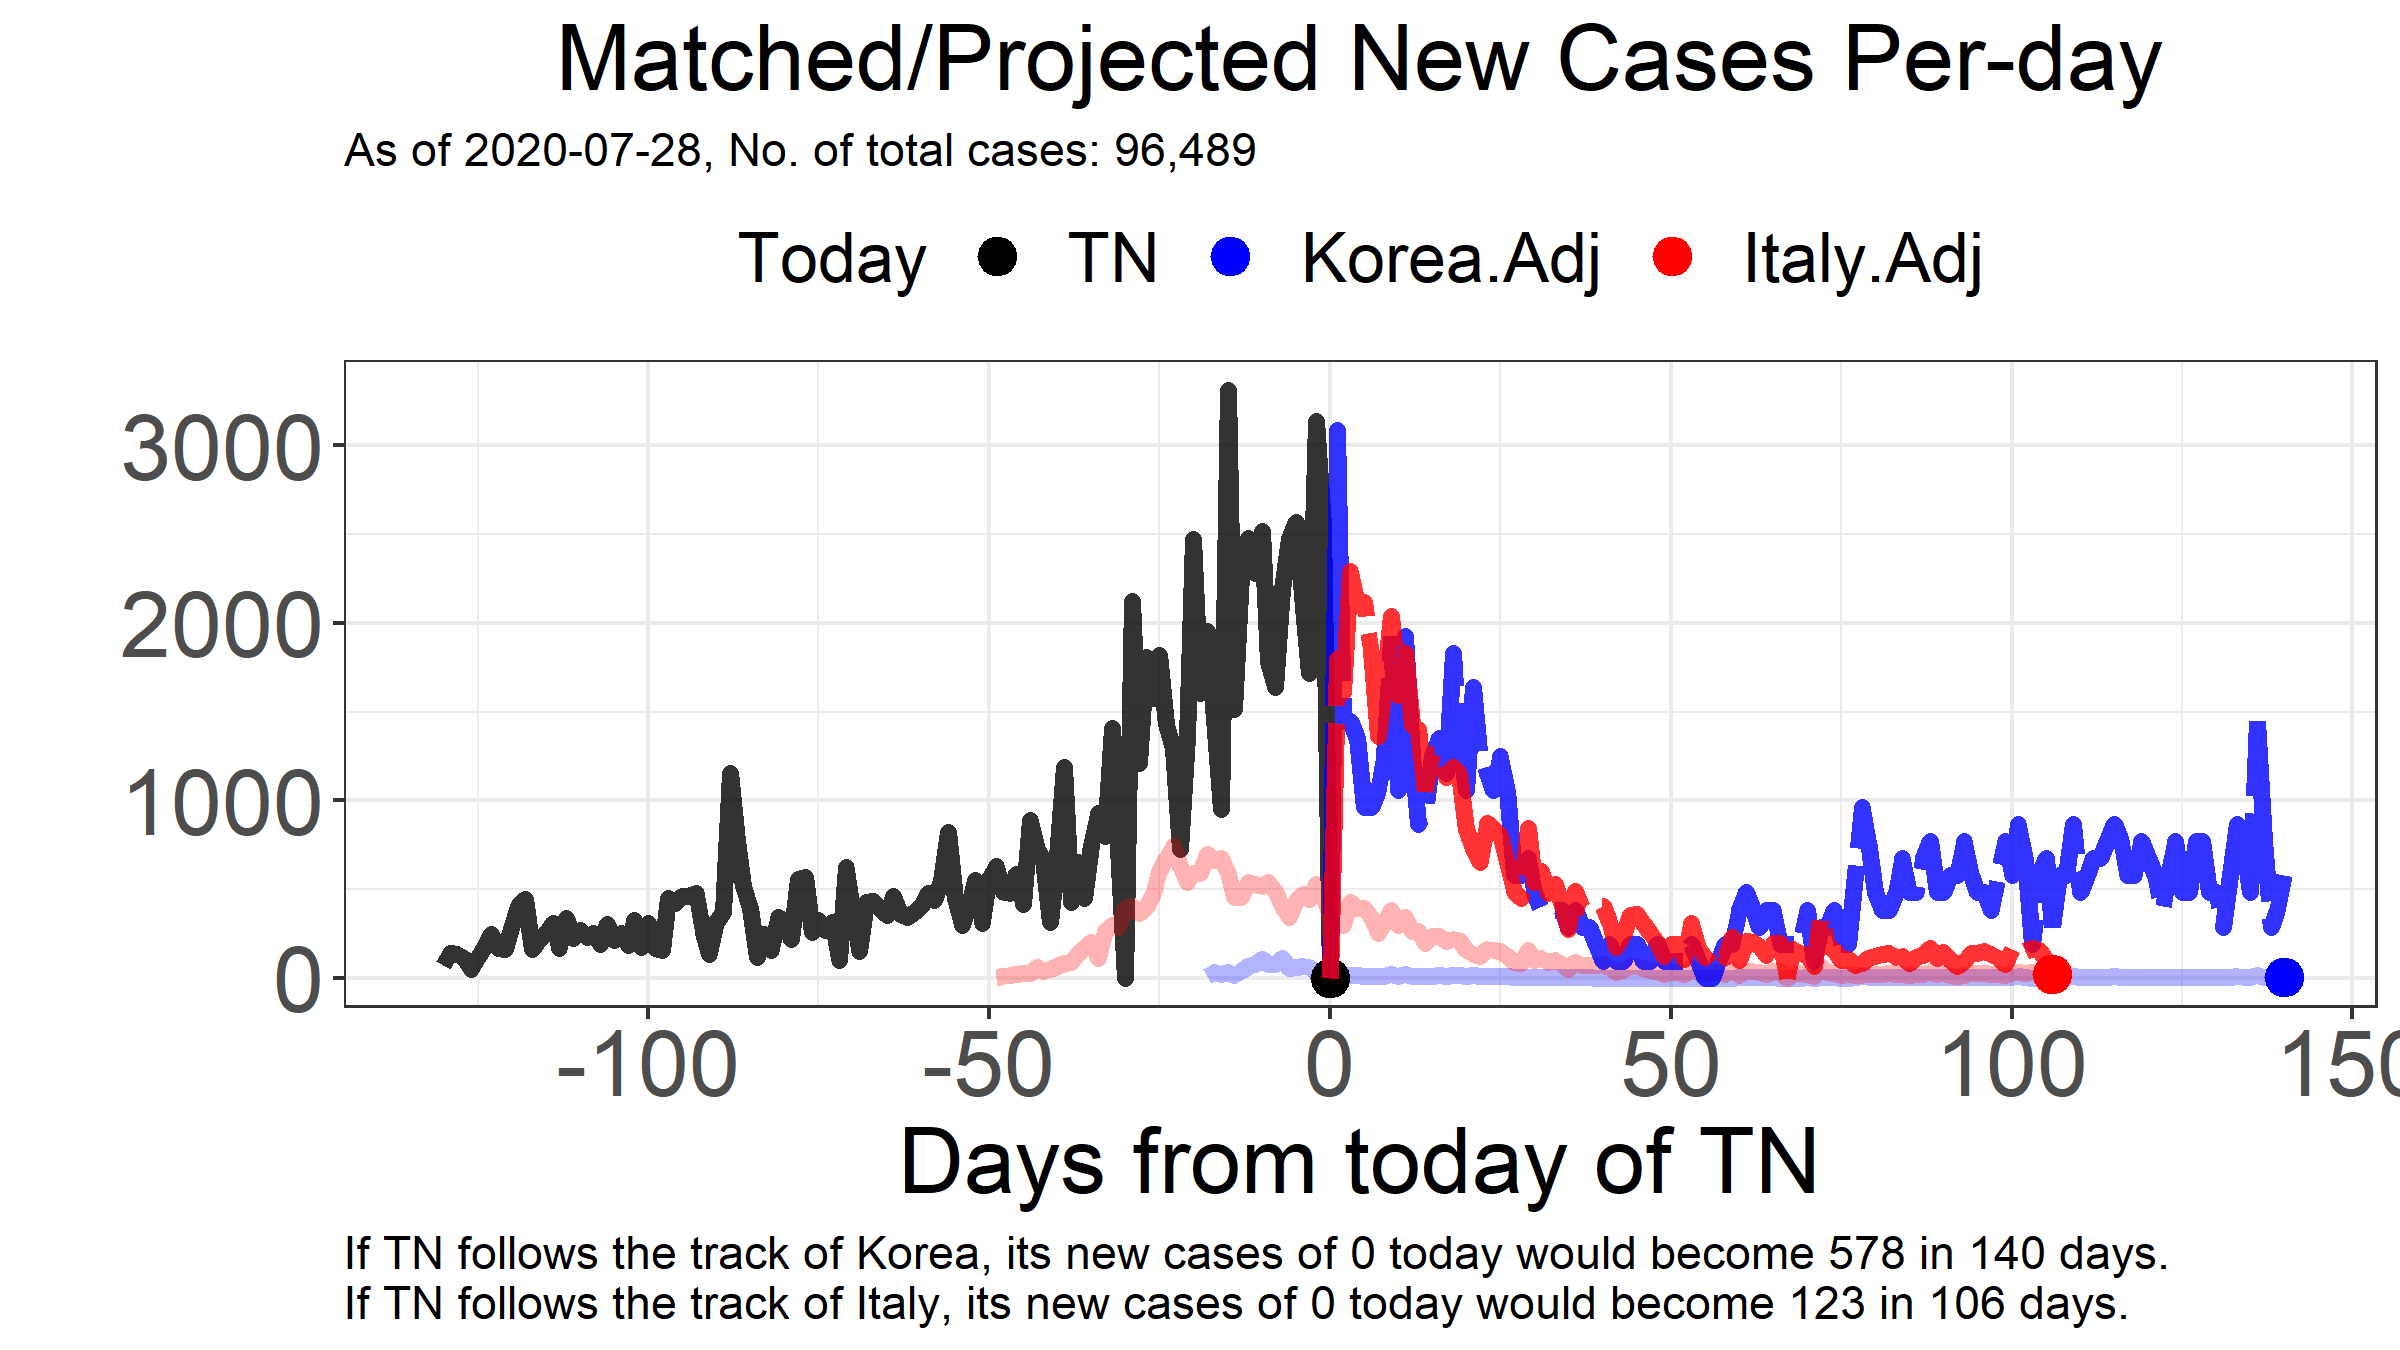 Matched/Projected New Cases Per-day
As of 2020-07-28, No. of total cases: 96,489
Today TN Korea.Adj Italy.Adj
3000
2000
1000
0
-100 -50 0 50 100 150
Days from today of TN
If TN follows the track of Korea, its new cases of 0 today would become 578 in 140 days.
If TN follows the track of Italy, its new cases of 0 today would become 123 in 106 days.